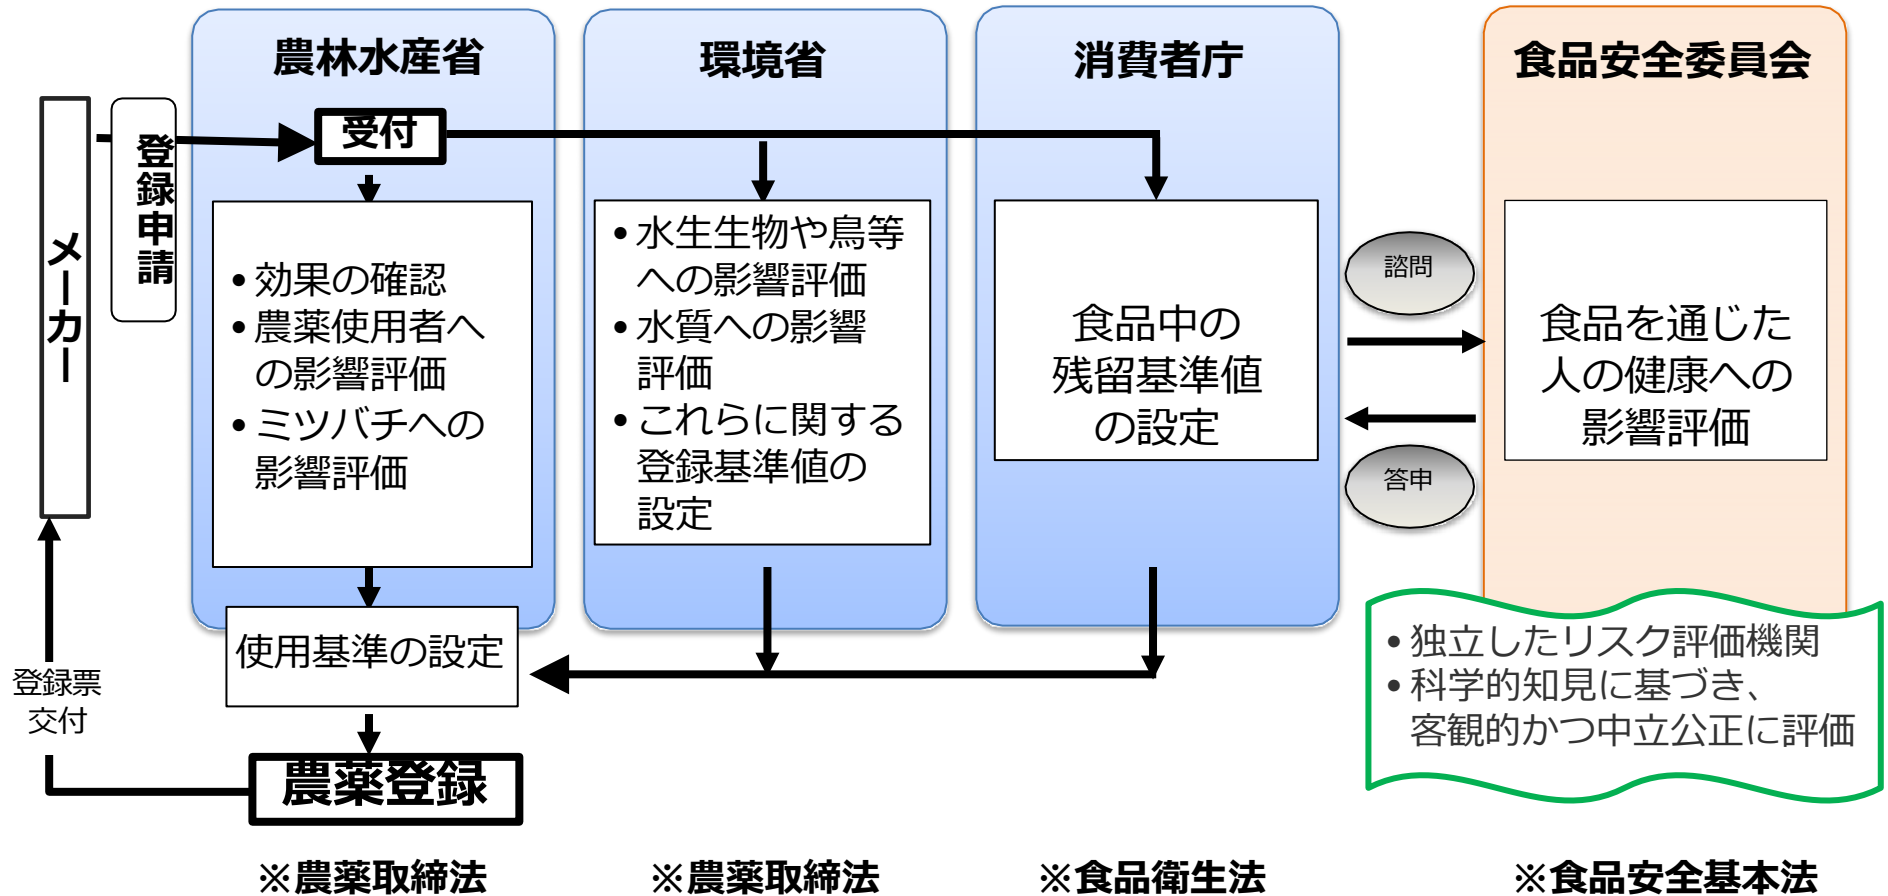 農林水産省
環境省
消費者庁
食品安全委員会
メーカー
登録申請
受付
• 効果の確認
• 農薬使用者へ
の影響評価
• ミツバチへの
影響評価
• 水生生物や鳥等
への影響評価
• 水質への影響
評価
• これらに関する
登録基準値の
設定
食品中の
残留基準値
の設定
諮問
答申
食品を通じた
人の健康への
影響評価
使用基準の設定
• 独立したリスク評価機関
• 科学的知見に基づき、
客観的かつ中立公正に評価
登録票
交付
農薬登録
※農薬取締法
※農薬取締法
※食品衛生法
※食品安全基本法